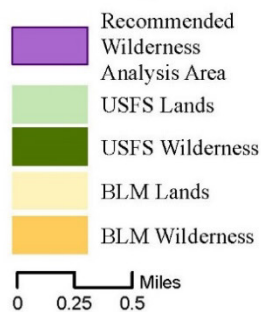 Recommended
Wilderness
Analysis Area
USFS Lands
USFS Wilderness
BLM Lands
BLM Wilderness
Miles
0 0.25 0.5